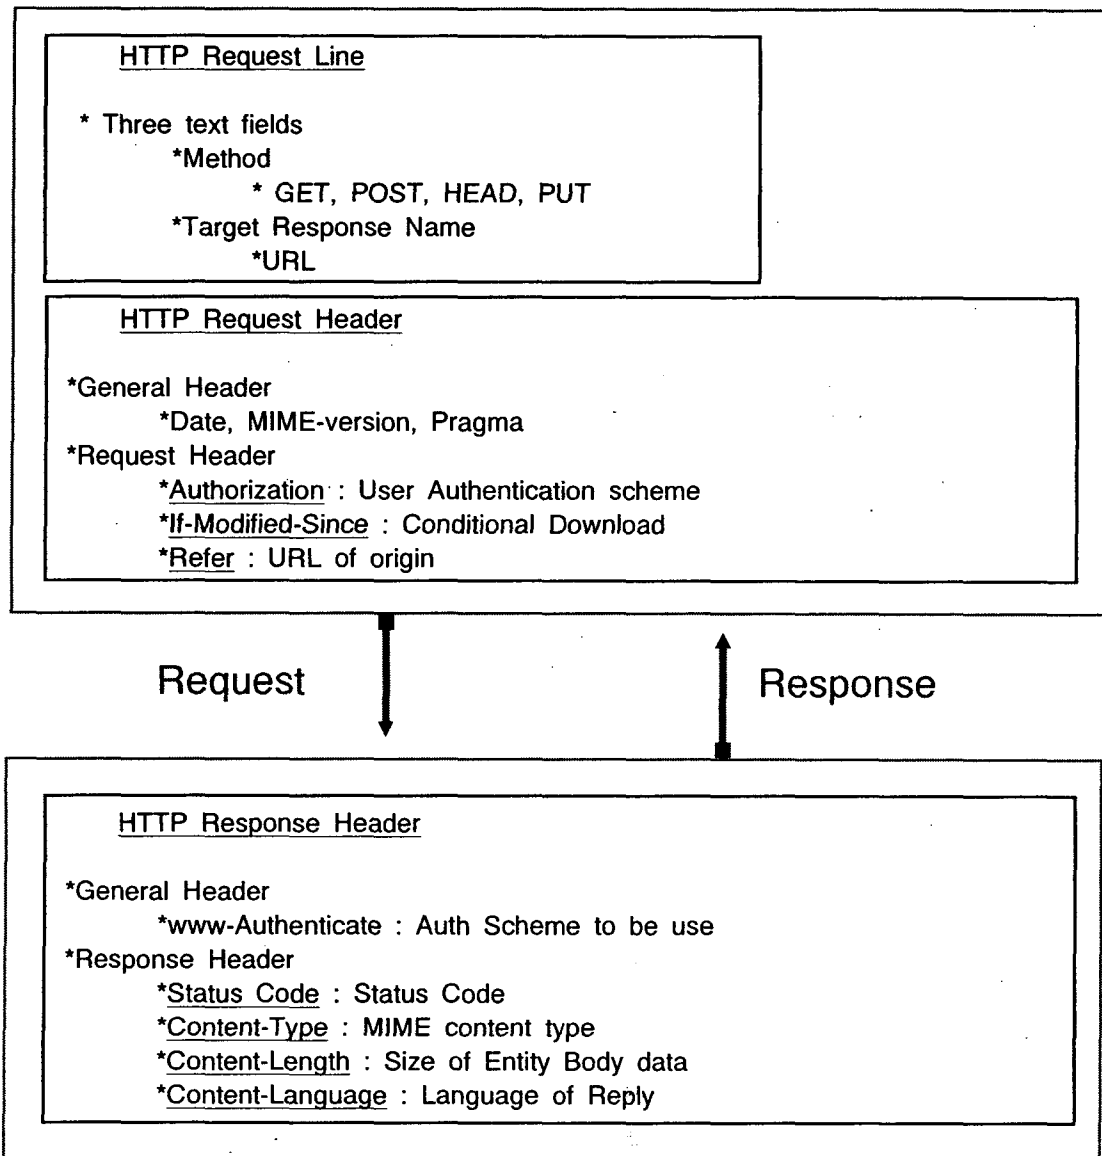 HTTP Request Line
* Three text fields
*Method
* GET, POST, HEAD, PUT
*Target Response Name
*URL
HTTP Request Header
*General Header
*Date, MIME-version, Pragma
*Request Header
*Authorization : User Authentication scheme
*If-Modified-Since : Conditional Download
*Refer : URL of origin
Request
Response
HTTP Response Header
*General Header
*www-Authenticate : Auth Scheme to be use
*Response Header
*Status Code : Status Code
*Content-Type : MIME content type
*Content-Length : Size of Entity Body data
*Content-Language : Language of Reply